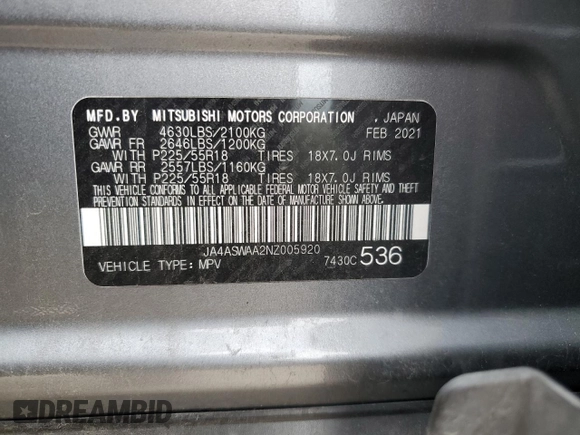 MFD.BY MITSUBISHI MOTORS CORPORATION , JAPAN
GVWR 4630LBS/2100KG FEB 2021
GAWR FR 2646LBS/1200KG
WITH P225/55R18 TIRES 18X7.0J RIMS
GAWR RR 2557LBS/1160KG
WITH P225/55R18 TIRES 18X7.0J RIMS
THIS VEHICLE CONFORMS TO ALL APPLICABLE FEDERAL MOTOR VEHICLE SAFETY AND THEFT
PREVENTION STANDARDS IN EFFECT ON THE DATE OF MANUFACTURE SHOWN ABOVE.
JA4ASWAA2NZ005920
VEHICLE TYPE: MPV 7430C 536
DREAMBID